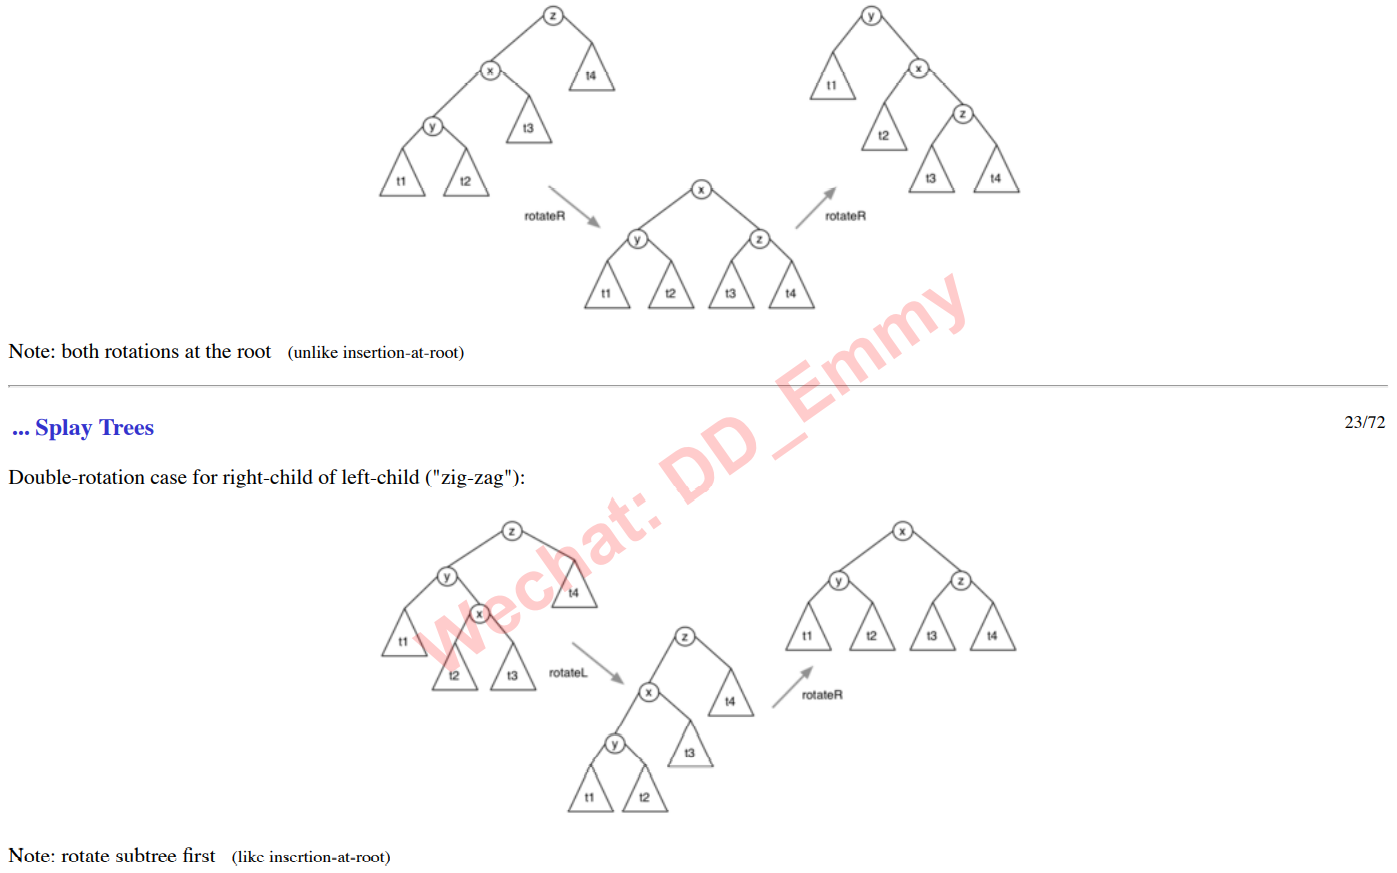 z
x
t4
y
t3
t1
t2
rotateR
x
y
z
t1
t2
t3
t4
rotateR
y
t1
x
t2
z
t3
t4
Note: both rotations at the root (unlike insertion-at-root)
... Splay Trees
23/72
Double-rotation case for right-child of left-child ("zig-zag"):
z
y
t4
x
t1
t2
t3
rotateL
z
x
t4
y
t3
t1
t2
rotateR
x
y
z
t1
t2
t3
t4
Note: rotate subtree first (like insertion-at-root)
Wechat: DD_Emmy